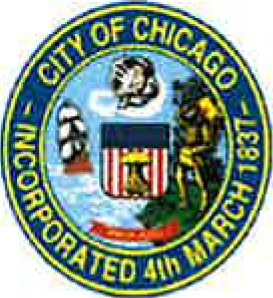 CITY OF CHICAGO
INCORPORATED 4th MARCH 1837